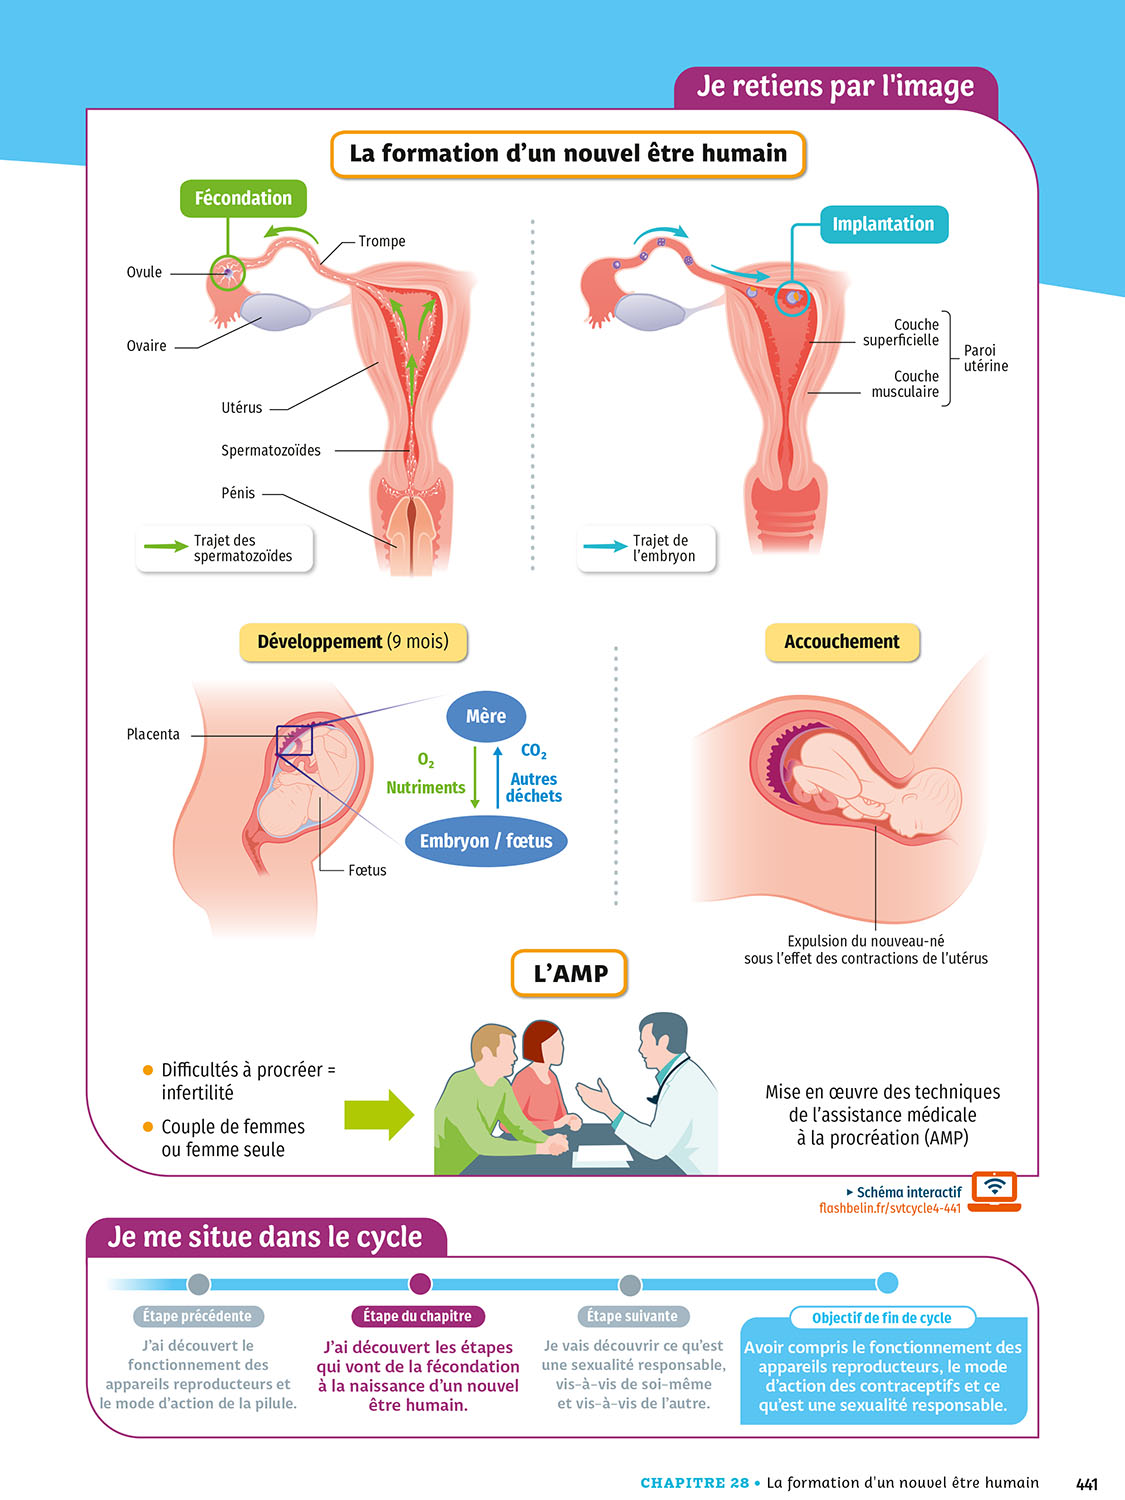 Je retiens par l'image
La formation d'un nouvel être humain
Fécondation
Trompe
Ovule
Ovaire
Utérus
Spermatozoïdes
Pénis
Trajet des
spermatozoïdes
Implantation
Couche
superficielle
Couche
musculaire
Paroi
utérine
Trajet de
l'embryon
Développement (9 mois)
Placenta
Mère
O₂
Nutriments
CO₂
Autres
déchets
Embryon / fœtus
Fœtus
Accouchement
Expulsion du nouveau-né
sous l'effet des contractions de l'utérus
L'AMP
• Difficultés à procréer =
infertilité
• Couple de femmes
ou femme seule
Mise en œuvre des techniques
de l'assistance médicale
à la procréation (AMP)
▸ Schéma interactif
flashbelin.fr/svtcycle4-441
Je me situe dans le cycle
Étape précédente
J'ai découvert le
fonctionnement des
appareils reproducteurs et
le mode d'action de la pilule.
Étape du chapitre
J'ai découvert les étapes
qui vont de la fécondation
à la naissance d'un nouvel
être humain.
Étape suivante
Je vais découvrir ce qu'est
une sexualité responsable,
vis-à-vis de soi-même
et vis-à-vis de l'autre.
Objectif de fin de cycle
Avoir compris le fonctionnement des
appareils reproducteurs, le mode
d'action des contraceptifs et ce
qu'est une sexualité responsable.
CHAPITRE 28 • La formation d'un nouvel être humain 441